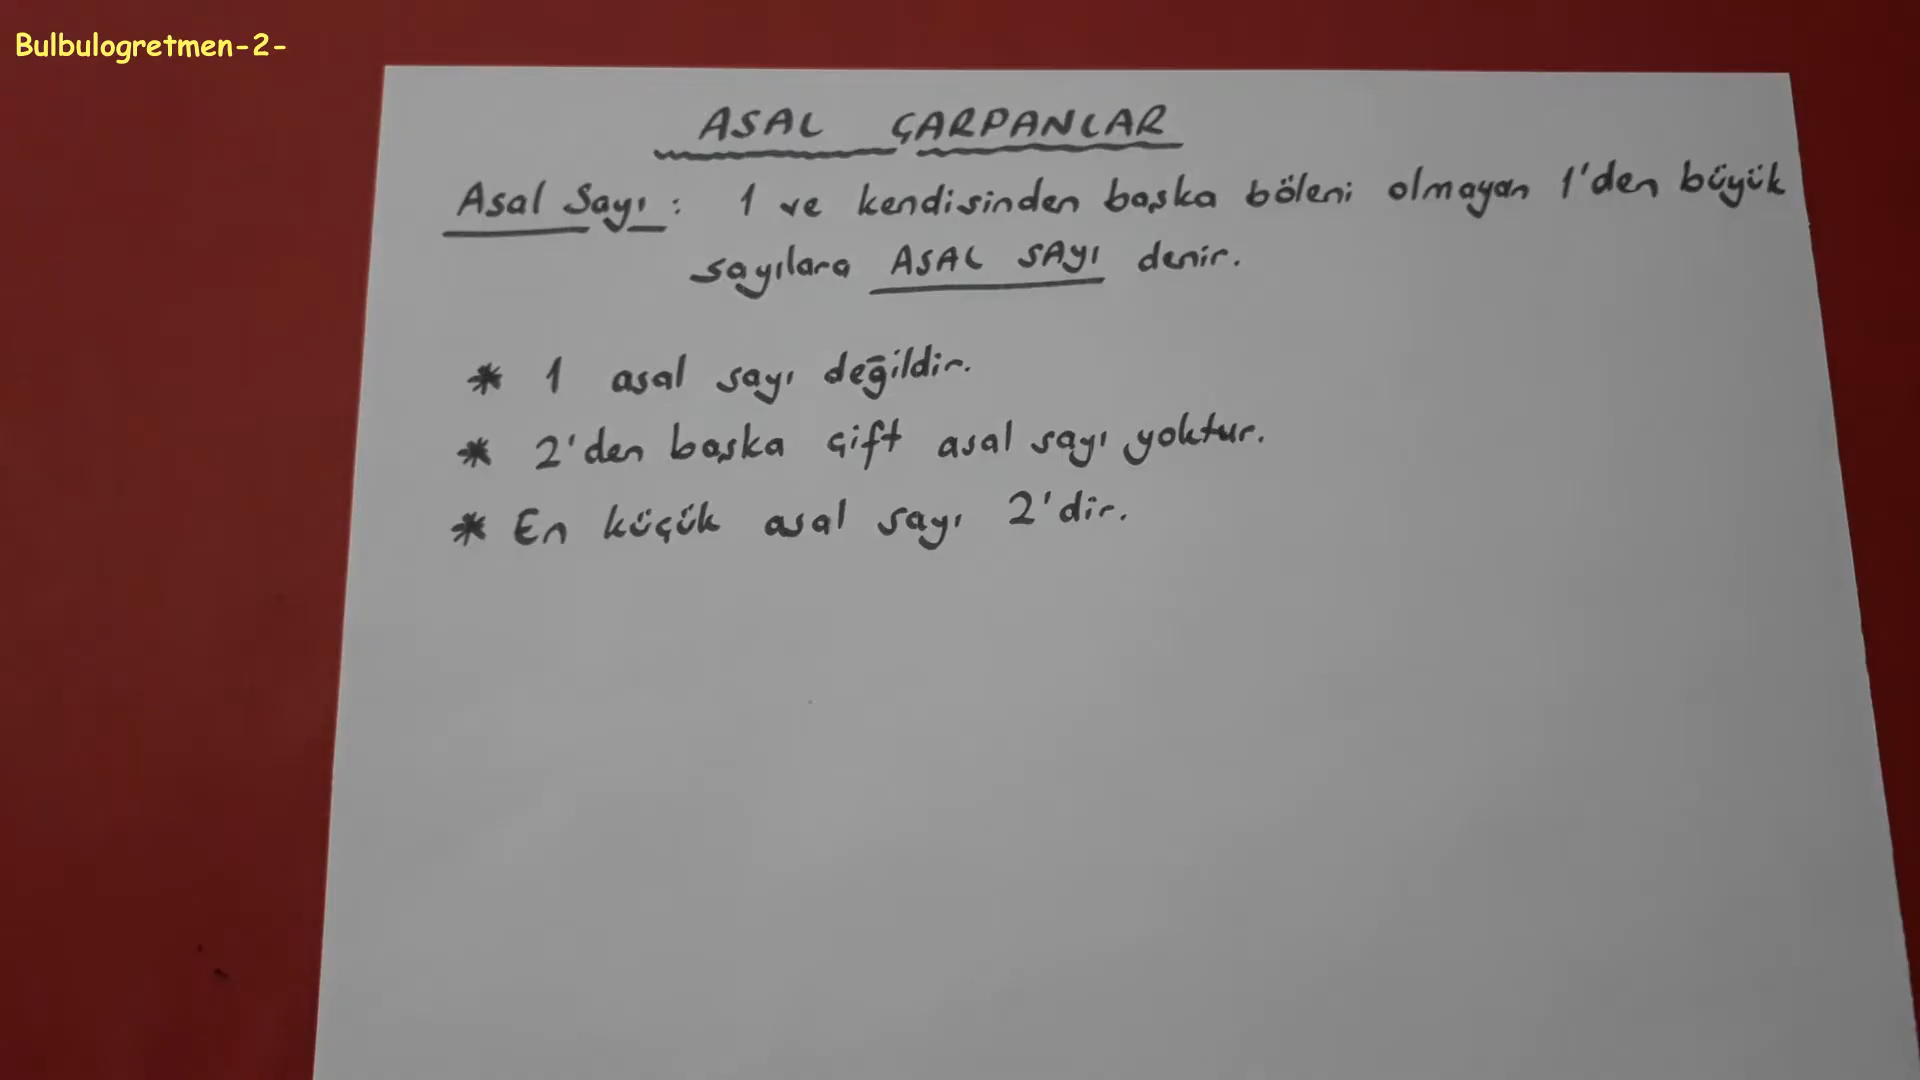 Bulbulogretmen-2-
ASAL ÇARPANLAR
Asal Sayı: 1 ve kendisinden başka böleni olmayan 1'den büyük
sayılara ASAL SAYI denir.
* 1 asal sayı değildir.
* 2'den başka çift asal sayı yoktur.
* En küçük asal sayı 2'dir.